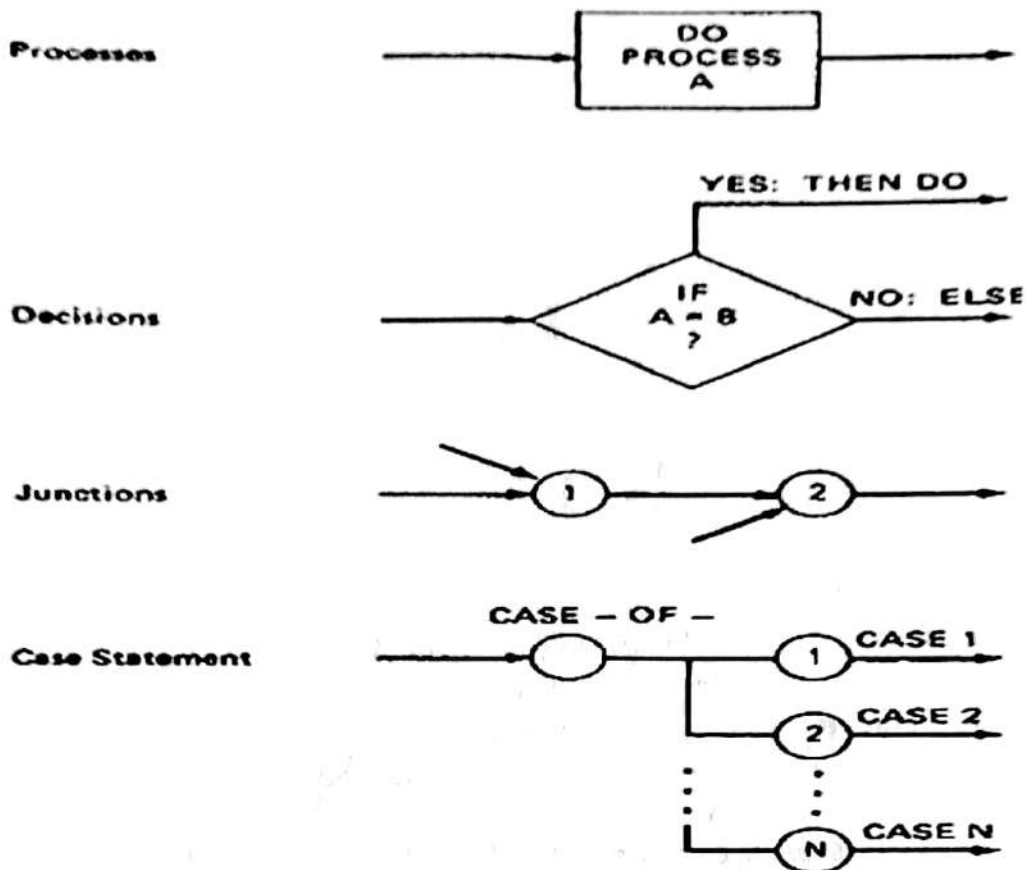 Processes
DO
PROCESS
A
YES: THEN DO
Decisions
IF
A = B
?
NO: ELSE
Junctions
1
2
CASE – OF –
Case Statement
1
CASE 1
2
CASE 2
N
CASE N